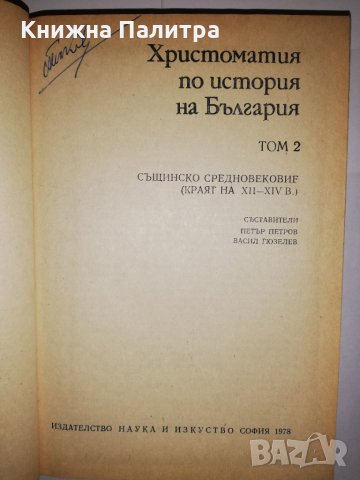 Книжна Палитра
Христоматия
по история
на България
ТОМ 2
СЪЩИНСКО СРЕДНОВЕКОВИЕ
(КРАЯТ НА XII—XIV В.)
СЪСТАВИТЕЛИ
ПЕТЪР ПЕТРОВ
ВАСИЛ ГЮЗЕЛЕВ
ИЗДАТЕЛСТВО НАУКА И ИЗКУСТВО СОФИЯ 1978
BAZAR